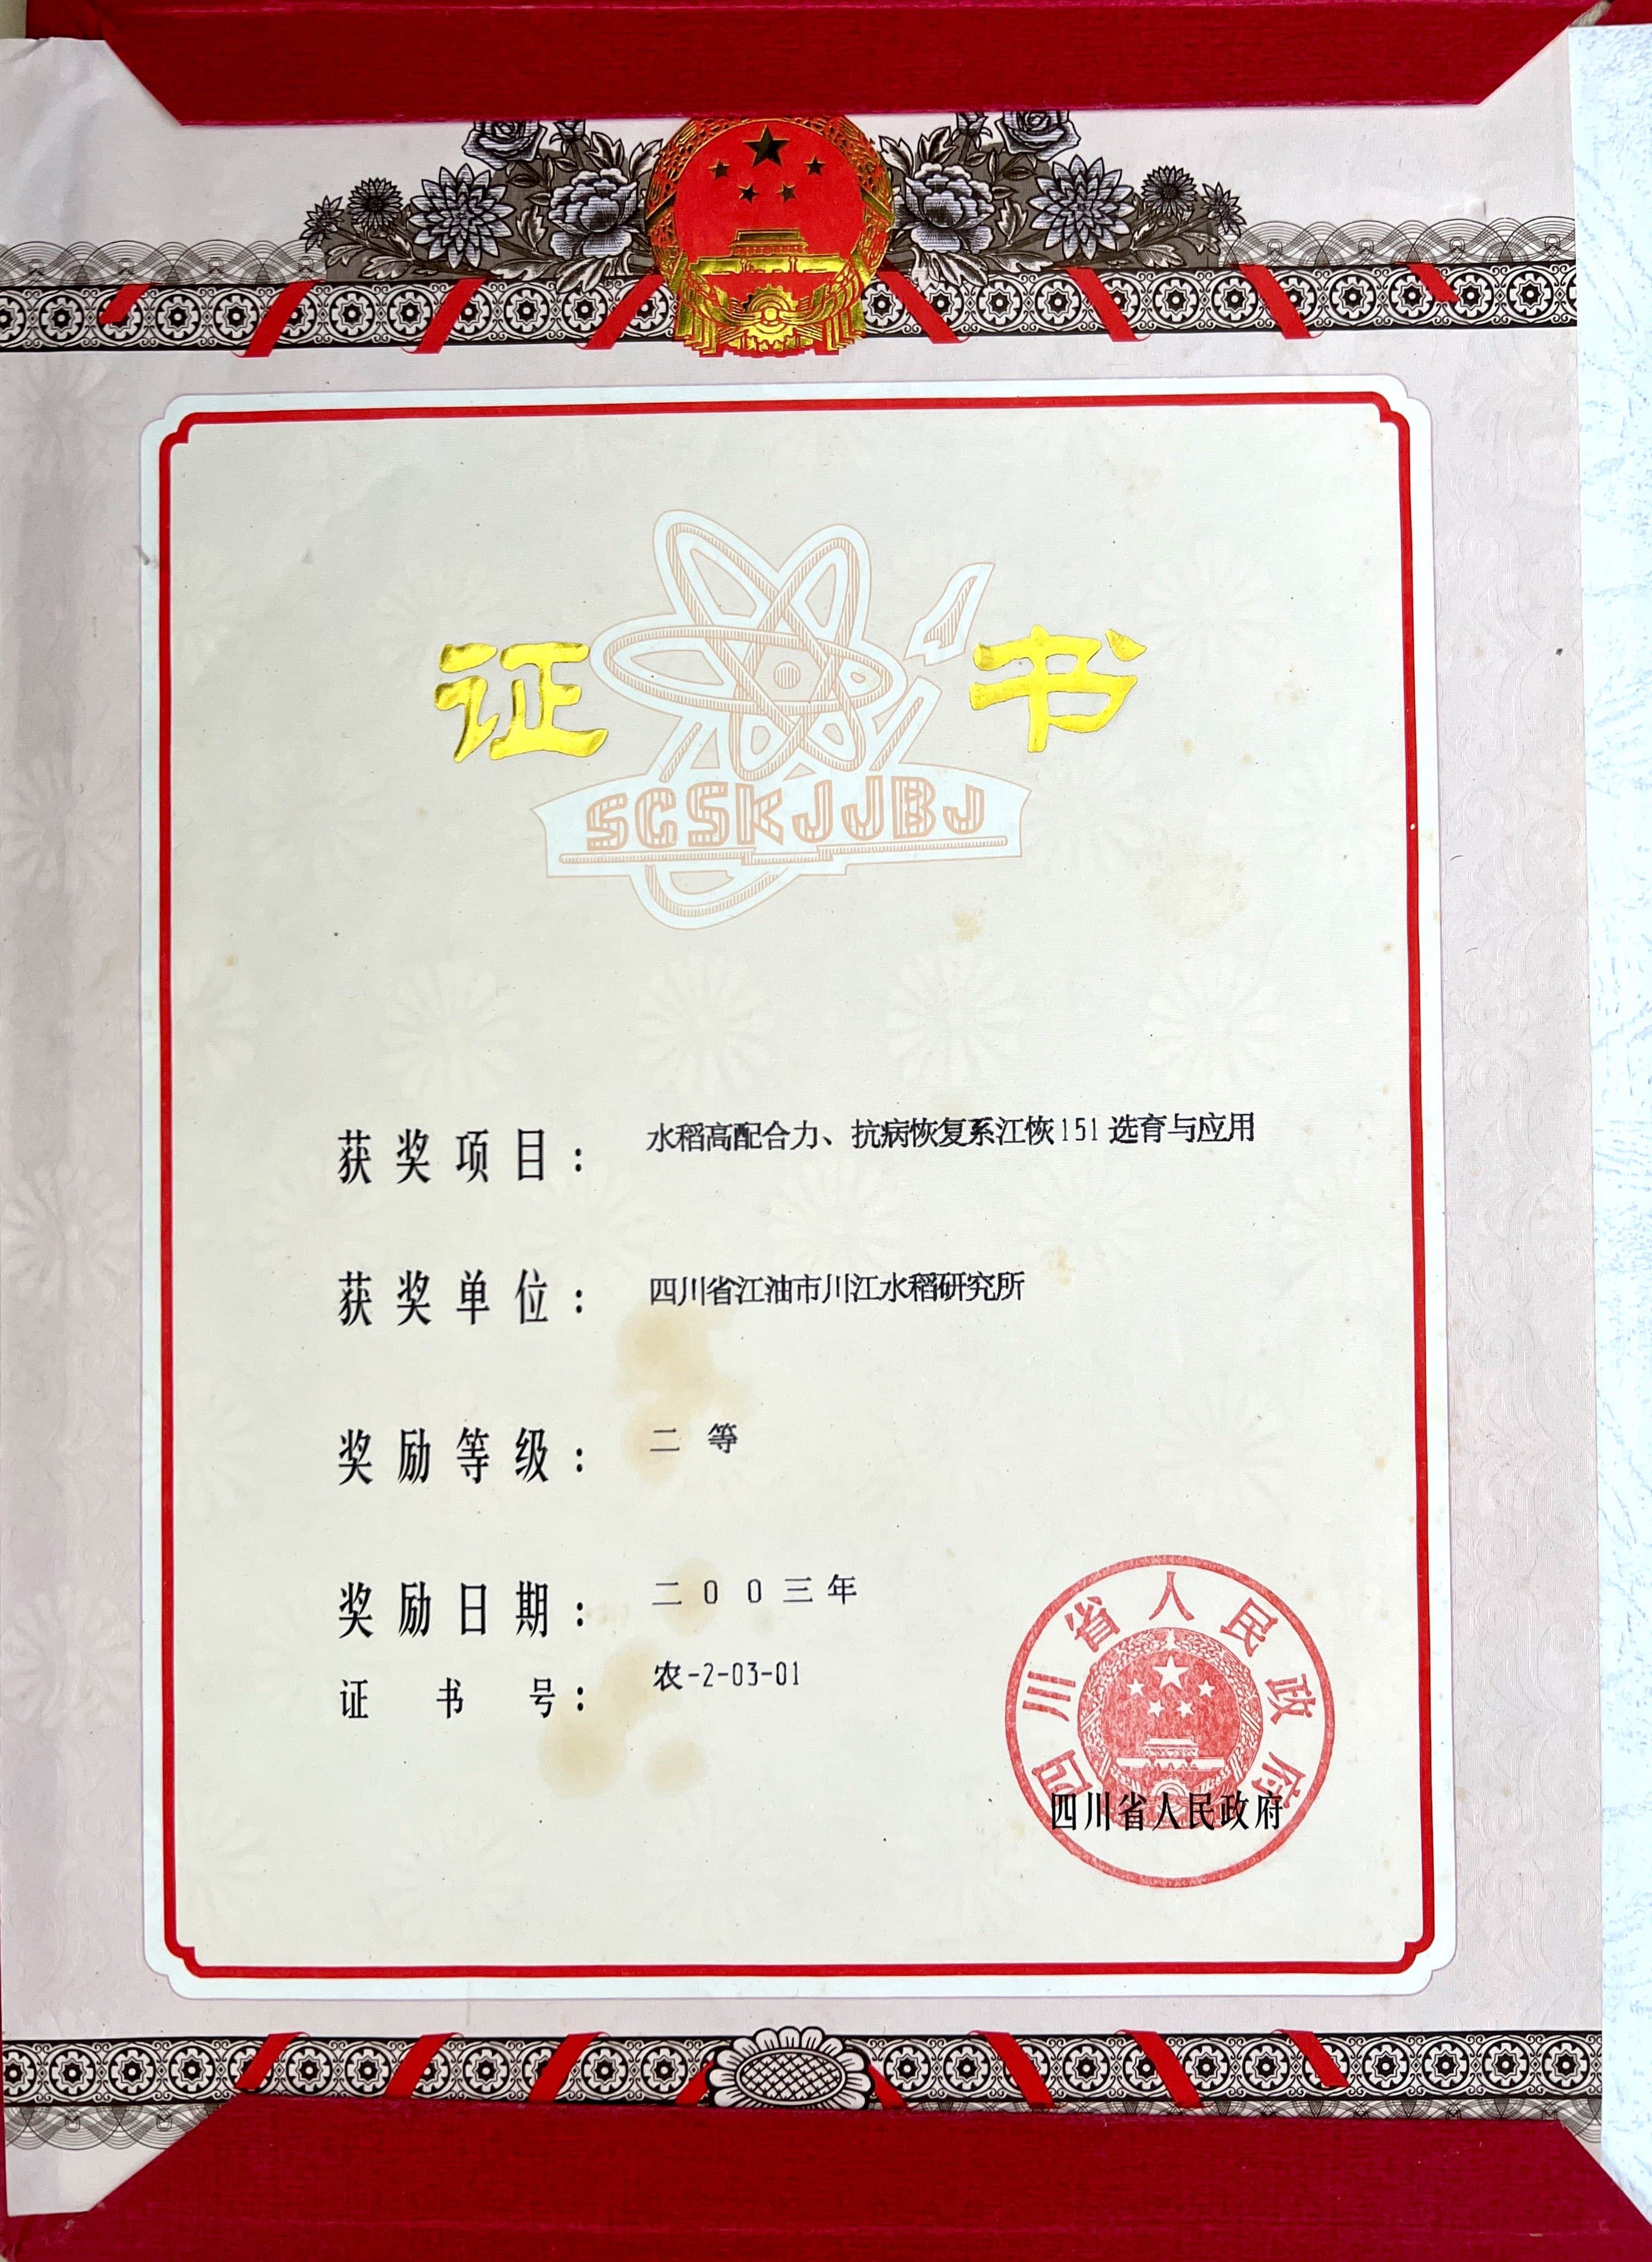 证书
SCSKJJBJ
获奖项目： 水稻高配合力、抗病恢复系江恢151选育与应用
获奖单位： 四川省江油市川江水稻研究所
奖励等级： 二等
奖励日期： 二00三年
证书号： 农-2-03-01
四川省人民政府
四川省人民政府